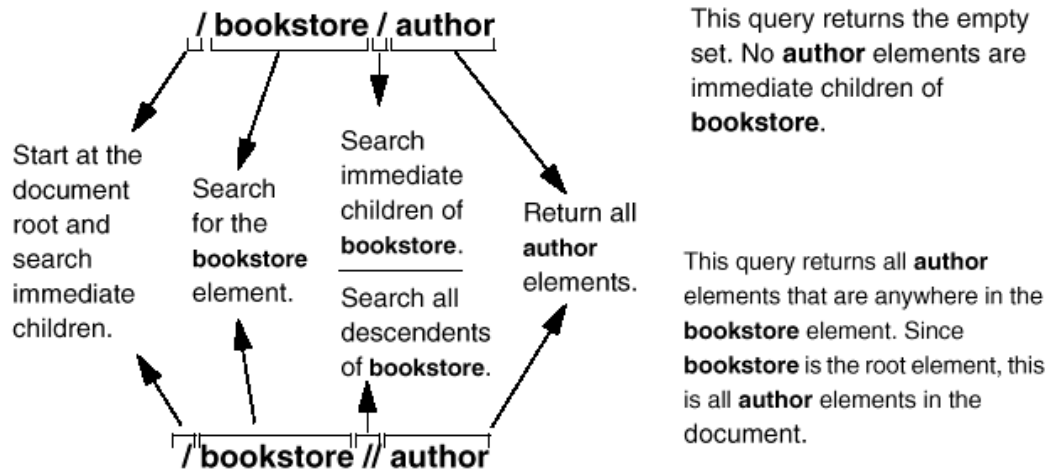 / bookstore / author
This query returns the empty
set. No author elements are
immediate children of
bookstore.
Start at the
document
root and
search
immediate
children.
Search
for the
bookstore
element.
Search
immediate
children of
bookstore.
Search all
descendents
of bookstore.
Return all
author
elements.
This query returns all author
elements that are anywhere in the
bookstore element. Since
bookstore is the root element, this
is all author elements in the
document.
/ bookstore // author